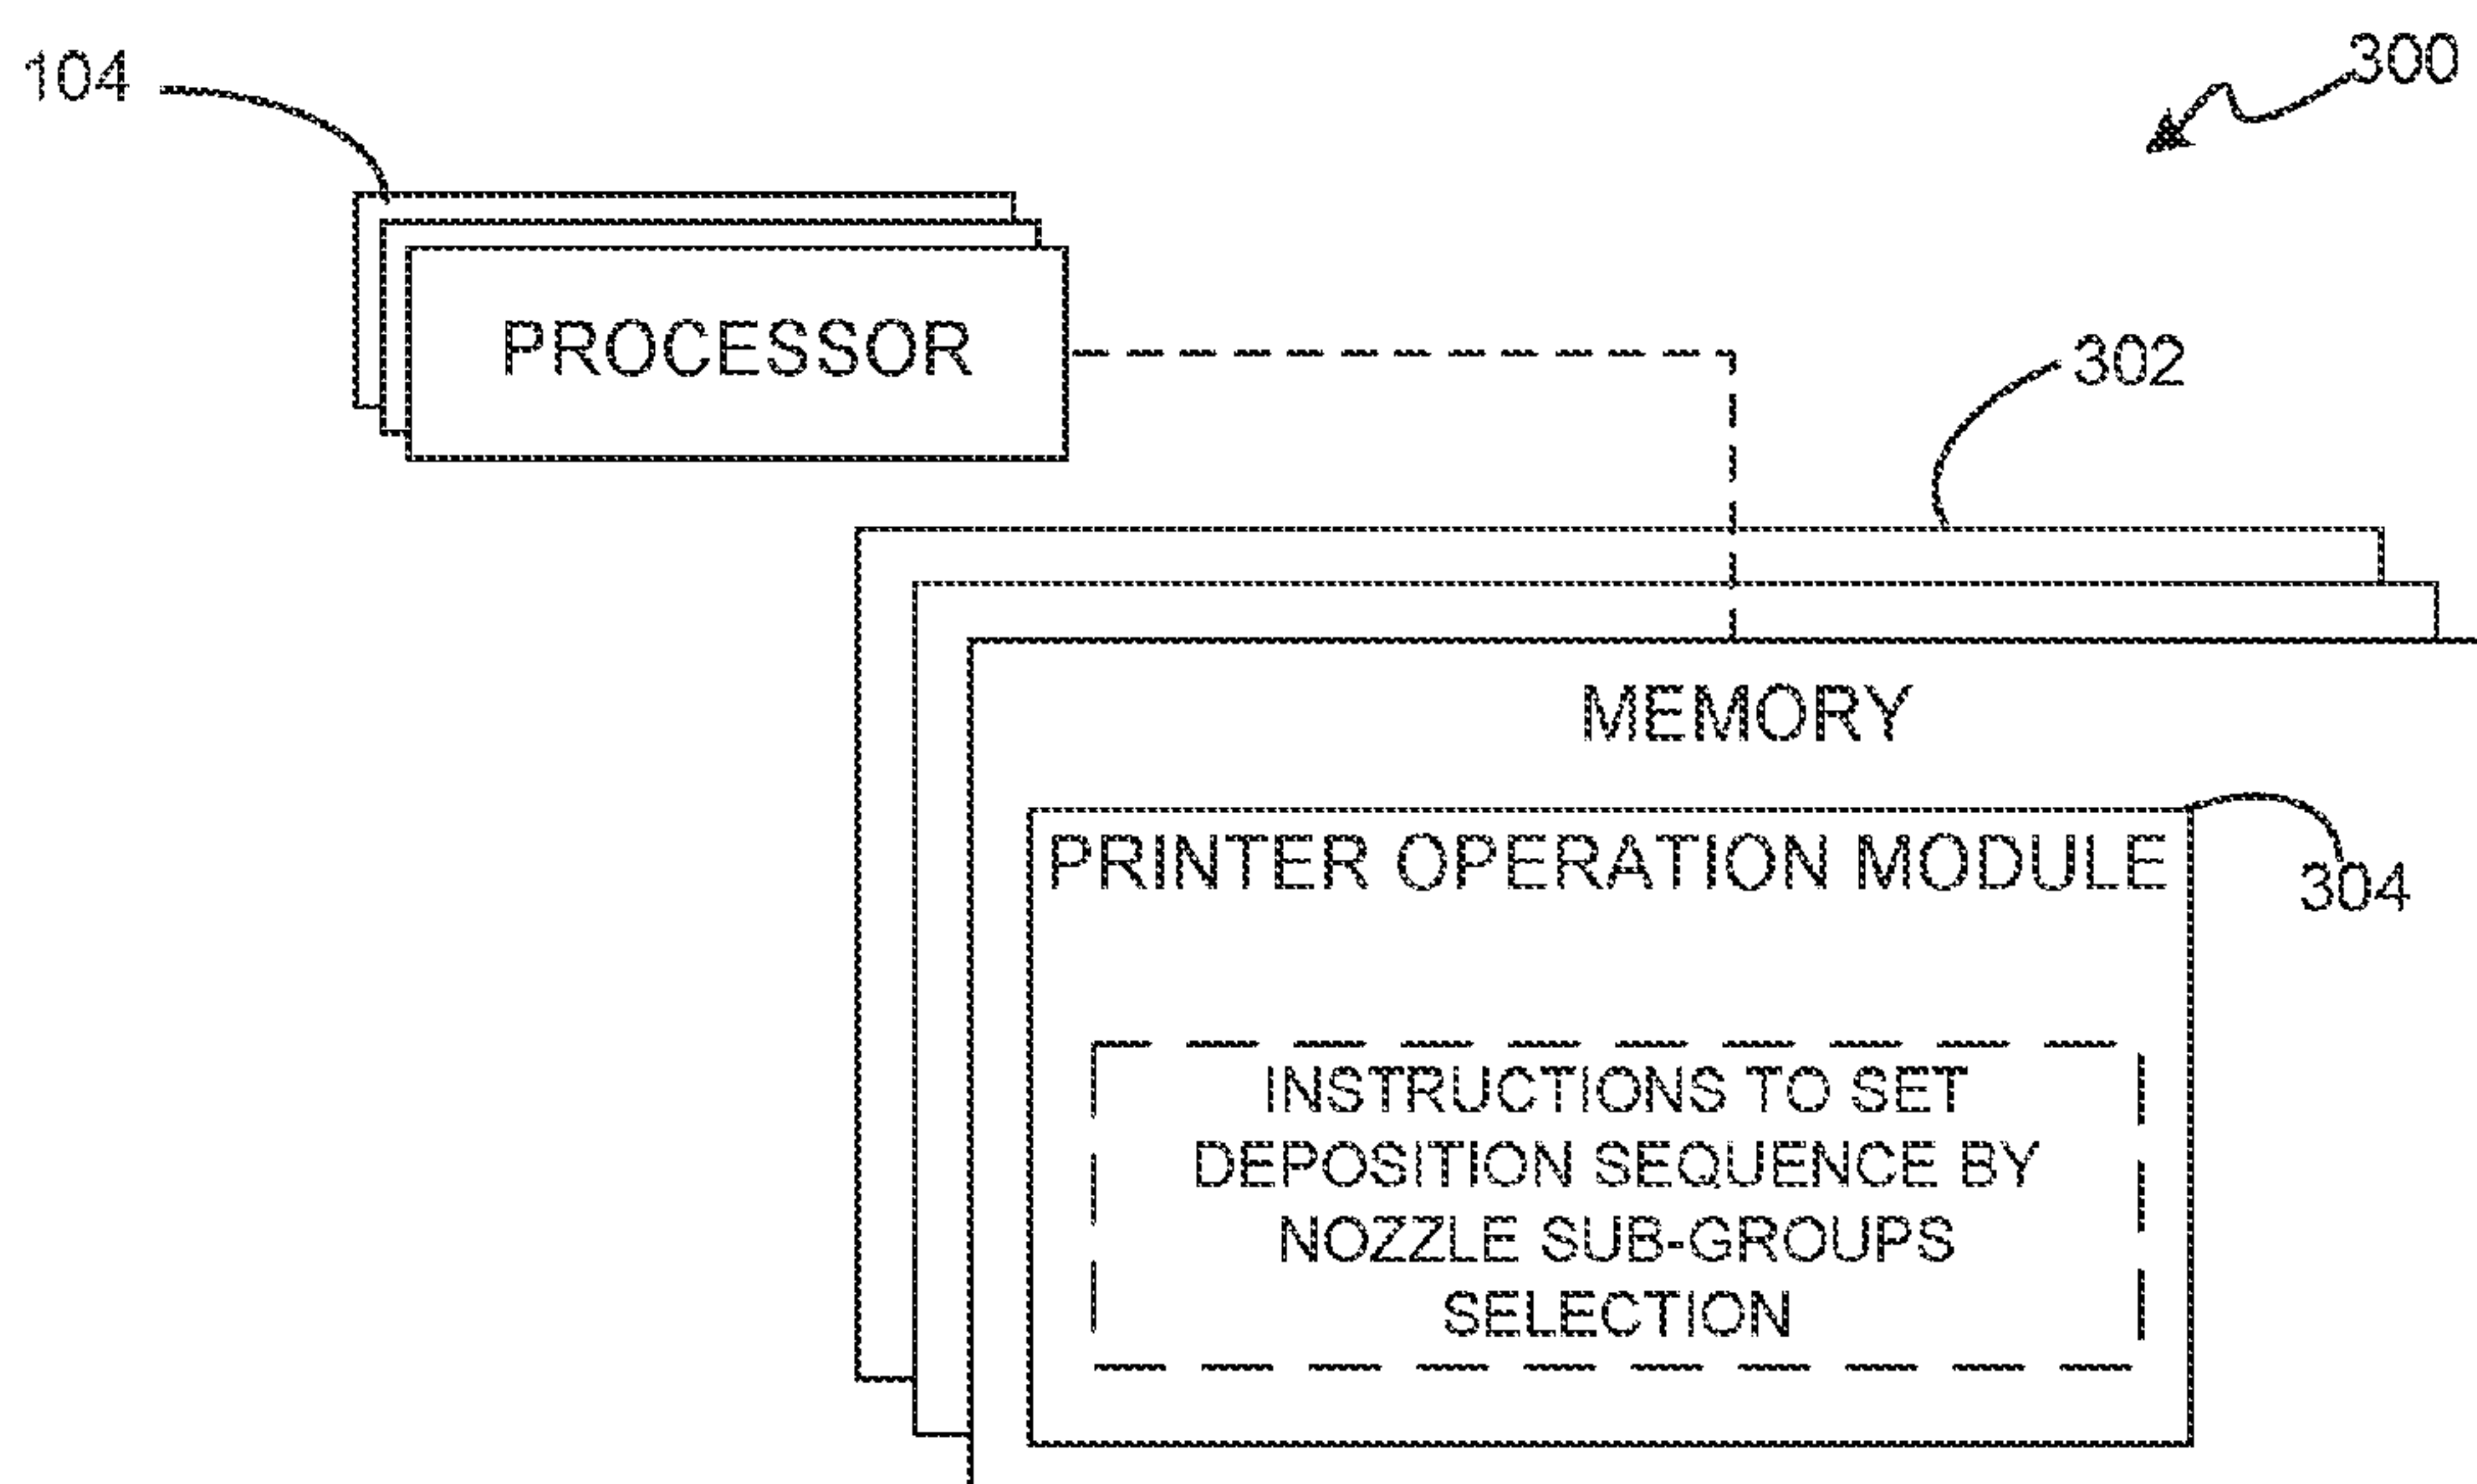 104
300
PROCESSOR
302
MEMORY
PRINTER OPERATION MODULE
304
INSTRUCTIONS TO SET
DEPOSITION SEQUENCE BY
NOZZLE SUB-GROUPS
SELECTION